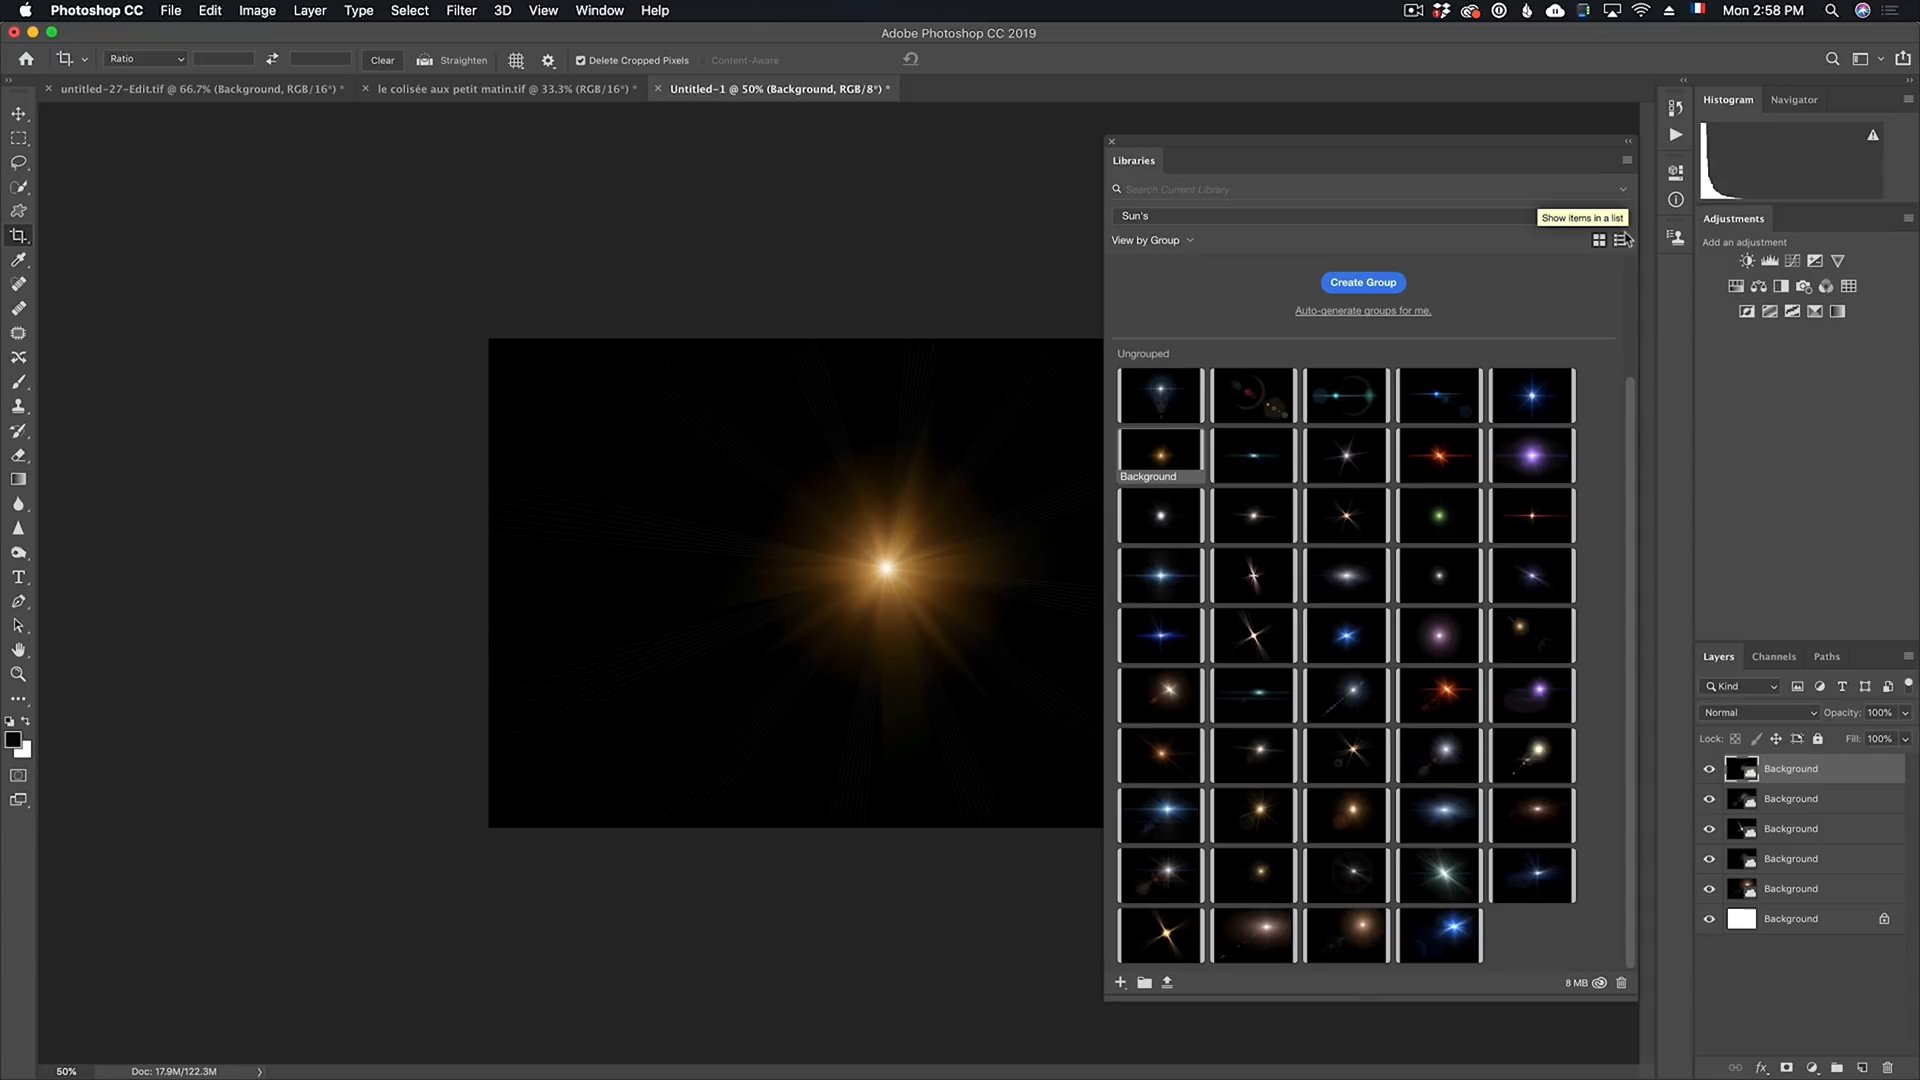 Photoshop CC File Edit Image Layer Type Select Filter 3D View Window Help Mon 2:58 PM
Adobe Photoshop CC 2019
Ratio Clear Straighten Delete Cropped Pixels Content-Aware
untitled-27-Edit.tif @ 66.7% (Background, RGB/16*) * le colisée aux petit matin.tif @ 33.3% (RGB/16*) * Untitled-1 @ 50% (Background, RGB/8*) *
Histogram Navigator
Libraries
Search Current Library
Sun's
Show items in a list
View by Group
Create Group
Auto-generate groups for me.
Ungrouped
Background
8 MB
Adjustments
Add an adjustment
Layers Channels Paths
Kind
Normal Opacity: 100%
Lock: Fill: 100%
Background
Background
Background
Background
Background
Background
50% Doc: 17.9M/122.3M